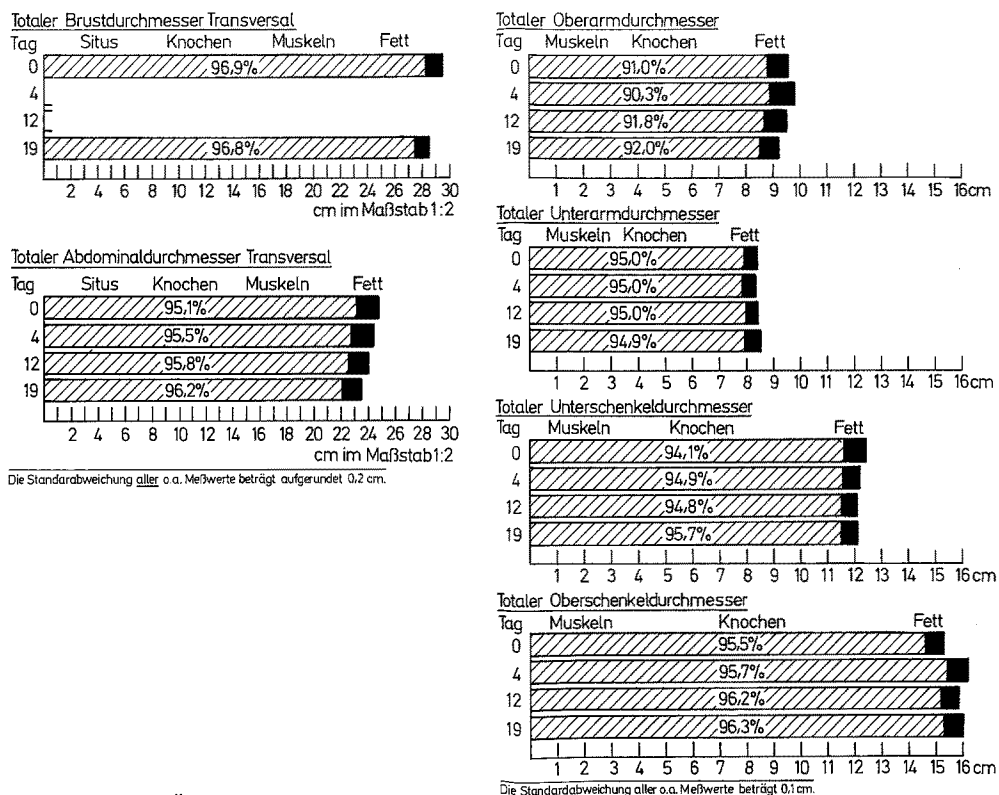 Totaler Brustdurchmesser Transversal
Tag Situs Knochen Muskeln Fett
0 96,9%
4
12
19 96,8%
2 4 6 8 10 12 14 16 18 20 22 24 26 28 30
cm im Maßstab 1:2
Totaler Abdominaldurchmesser Transversal
Tag Situs Knochen Muskeln Fett
0 95,1%
4 95,5%
12 95,8%
19 96,2%
2 4 6 8 10 12 14 16 18 20 22 24 26 28 30
cm im Maßstab 1:2
Die Standarabweichung aller o.a. Meßwerte beträgt aufgerundet 0,2 cm.
Totaler Oberarmdurchmesser
Tag Muskeln Knochen Fett
0 91,0%
4 90,3%
12 91,8%
19 92,0%
1 2 3 4 5 6 7 8 9 10 11 12 13 14 15 16 cm
Totaler Unterarmdurchmesser
Tag Muskeln Knochen Fett
0 95,0%
4 95,0%
12 95,0%
19 94,9%
1 2 3 4 5 6 7 8 9 10 11 12 13 14 15 16 cm
Totaler Unterschenkeldurchmesser
Tag Muskeln Knochen Fett
0 94,1%
4 94,9%
12 94,8%
19 95,7%
1 2 3 4 5 6 7 8 9 10 11 12 13 14 15 16 cm
Totaler Oberschenkeldurchmesser
Tag Muskeln Knochen Fett
0 95,5%
4 95,7%
12 96,2%
19 96,3%
1 2 3 4 5 6 7 8 9 10 11 12 13 14 15 16 cm
Die Standardabweichung aller o.a. Meßwerte beträgt 0,1 cm.